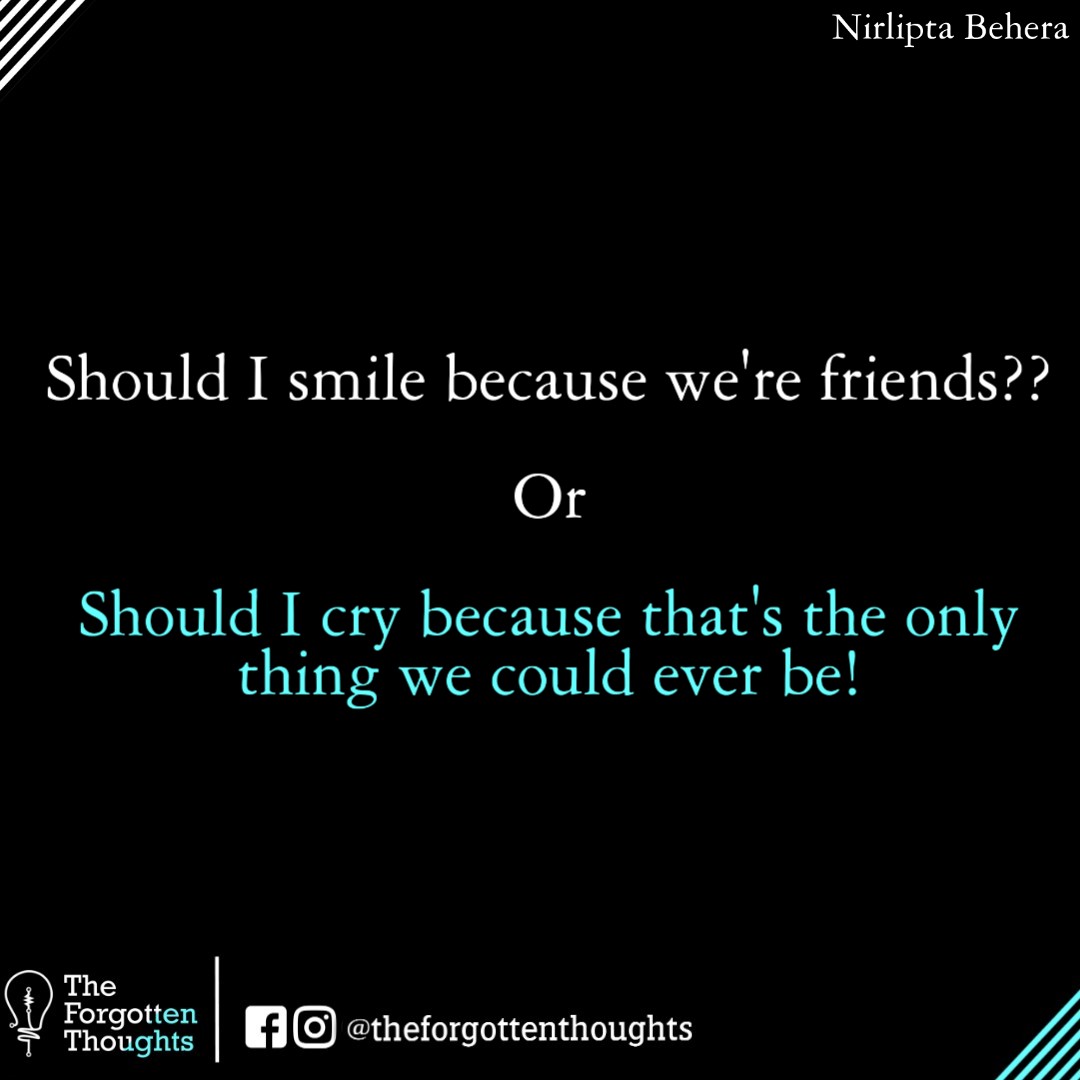 Nirlipta Behera
Should I smile because we're friends??
Or
Should I cry because that's the only
thing we could ever be!
The
Forgotten
Thoughts
@theforgottenthoughts